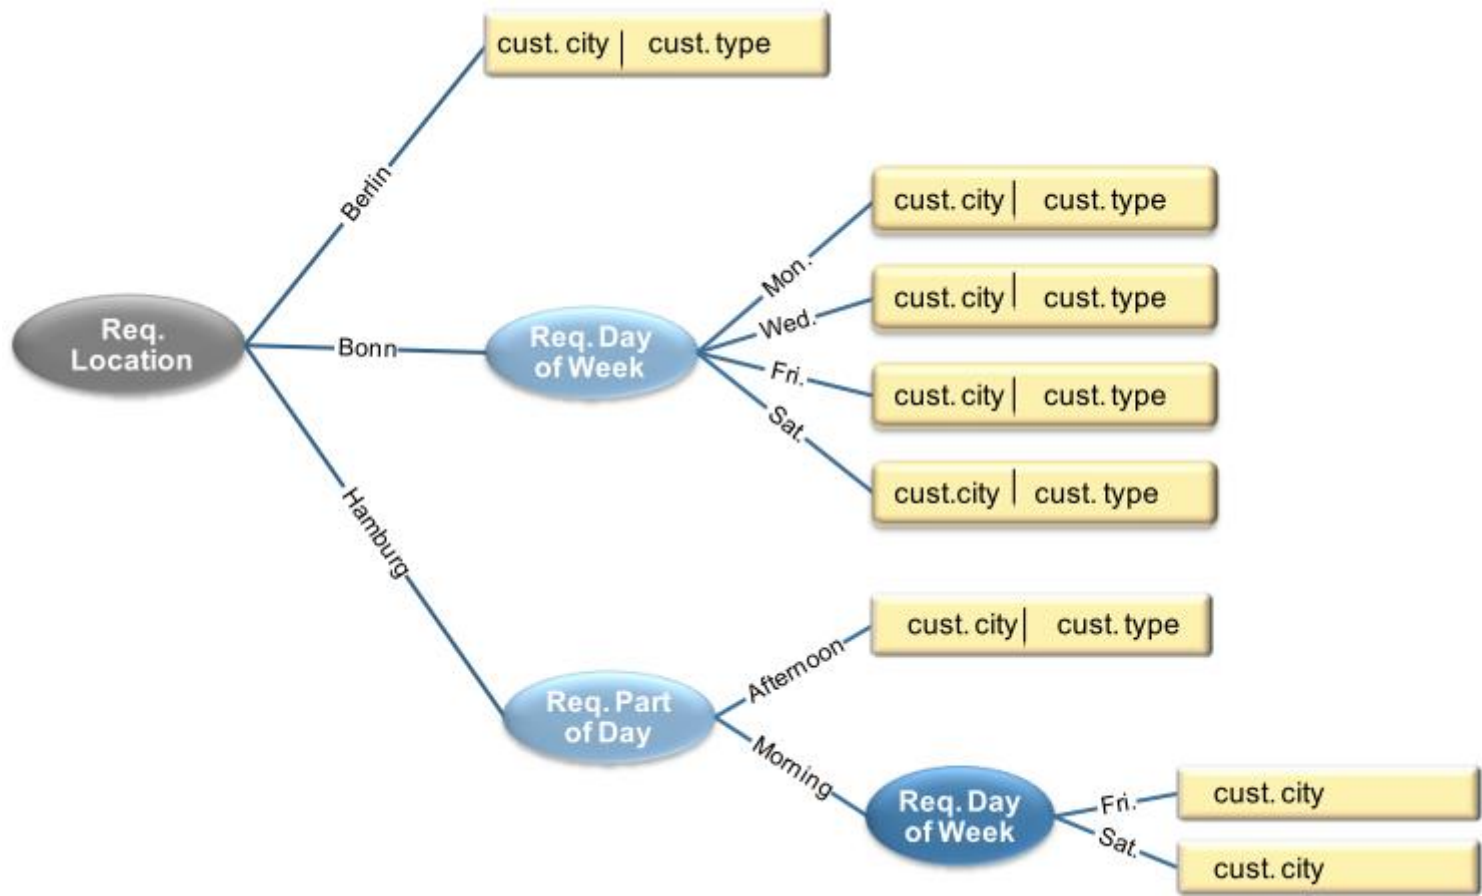 cust. city | cust. type
Berlin
cust. city | cust. type
Mon.
cust. city | cust. type
Wed.
Req.
Location
Bonn
Req. Day
of Week
Fri.
cust. city | cust. type
Sat.
cust.city | cust. type
Hamburg
cust. city | cust. type
Afternoon
Req. Part
of Day
Morning
Req. Day
of Week
Fri.
cust. city
Sat.
cust. city